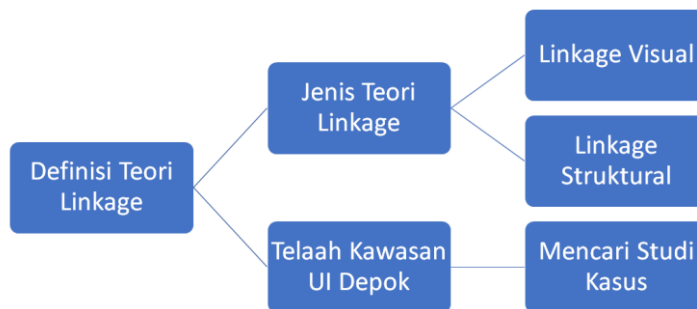 Definisi Teori
Linkage
Jenis Teori
Linkage
Linkage Visual
Linkage
Struktural
Telaah Kawasan
UI Depok
Mencari Studi
Kasus